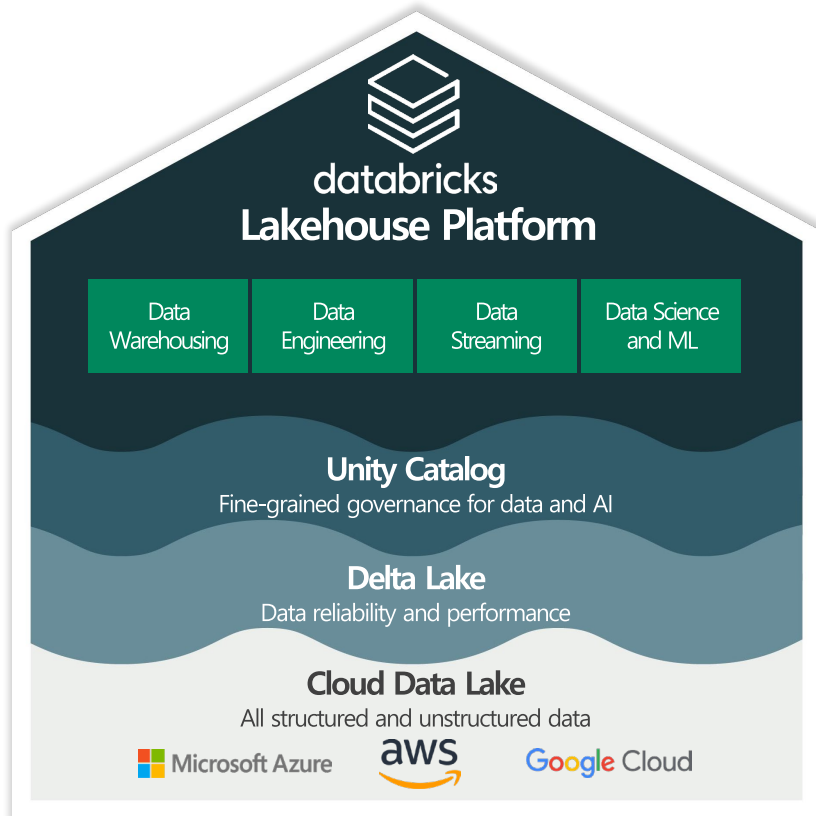 databricks
Lakehouse Platform
Data
Warehousing
Data
Engineering
Data
Streaming
Data Science
and ML
Unity Catalog
Fine-grained governance for data and AI
Delta Lake
Data reliability and performance
Cloud Data Lake
All structured and unstructured data
Microsoft Azure
aws
Google Cloud